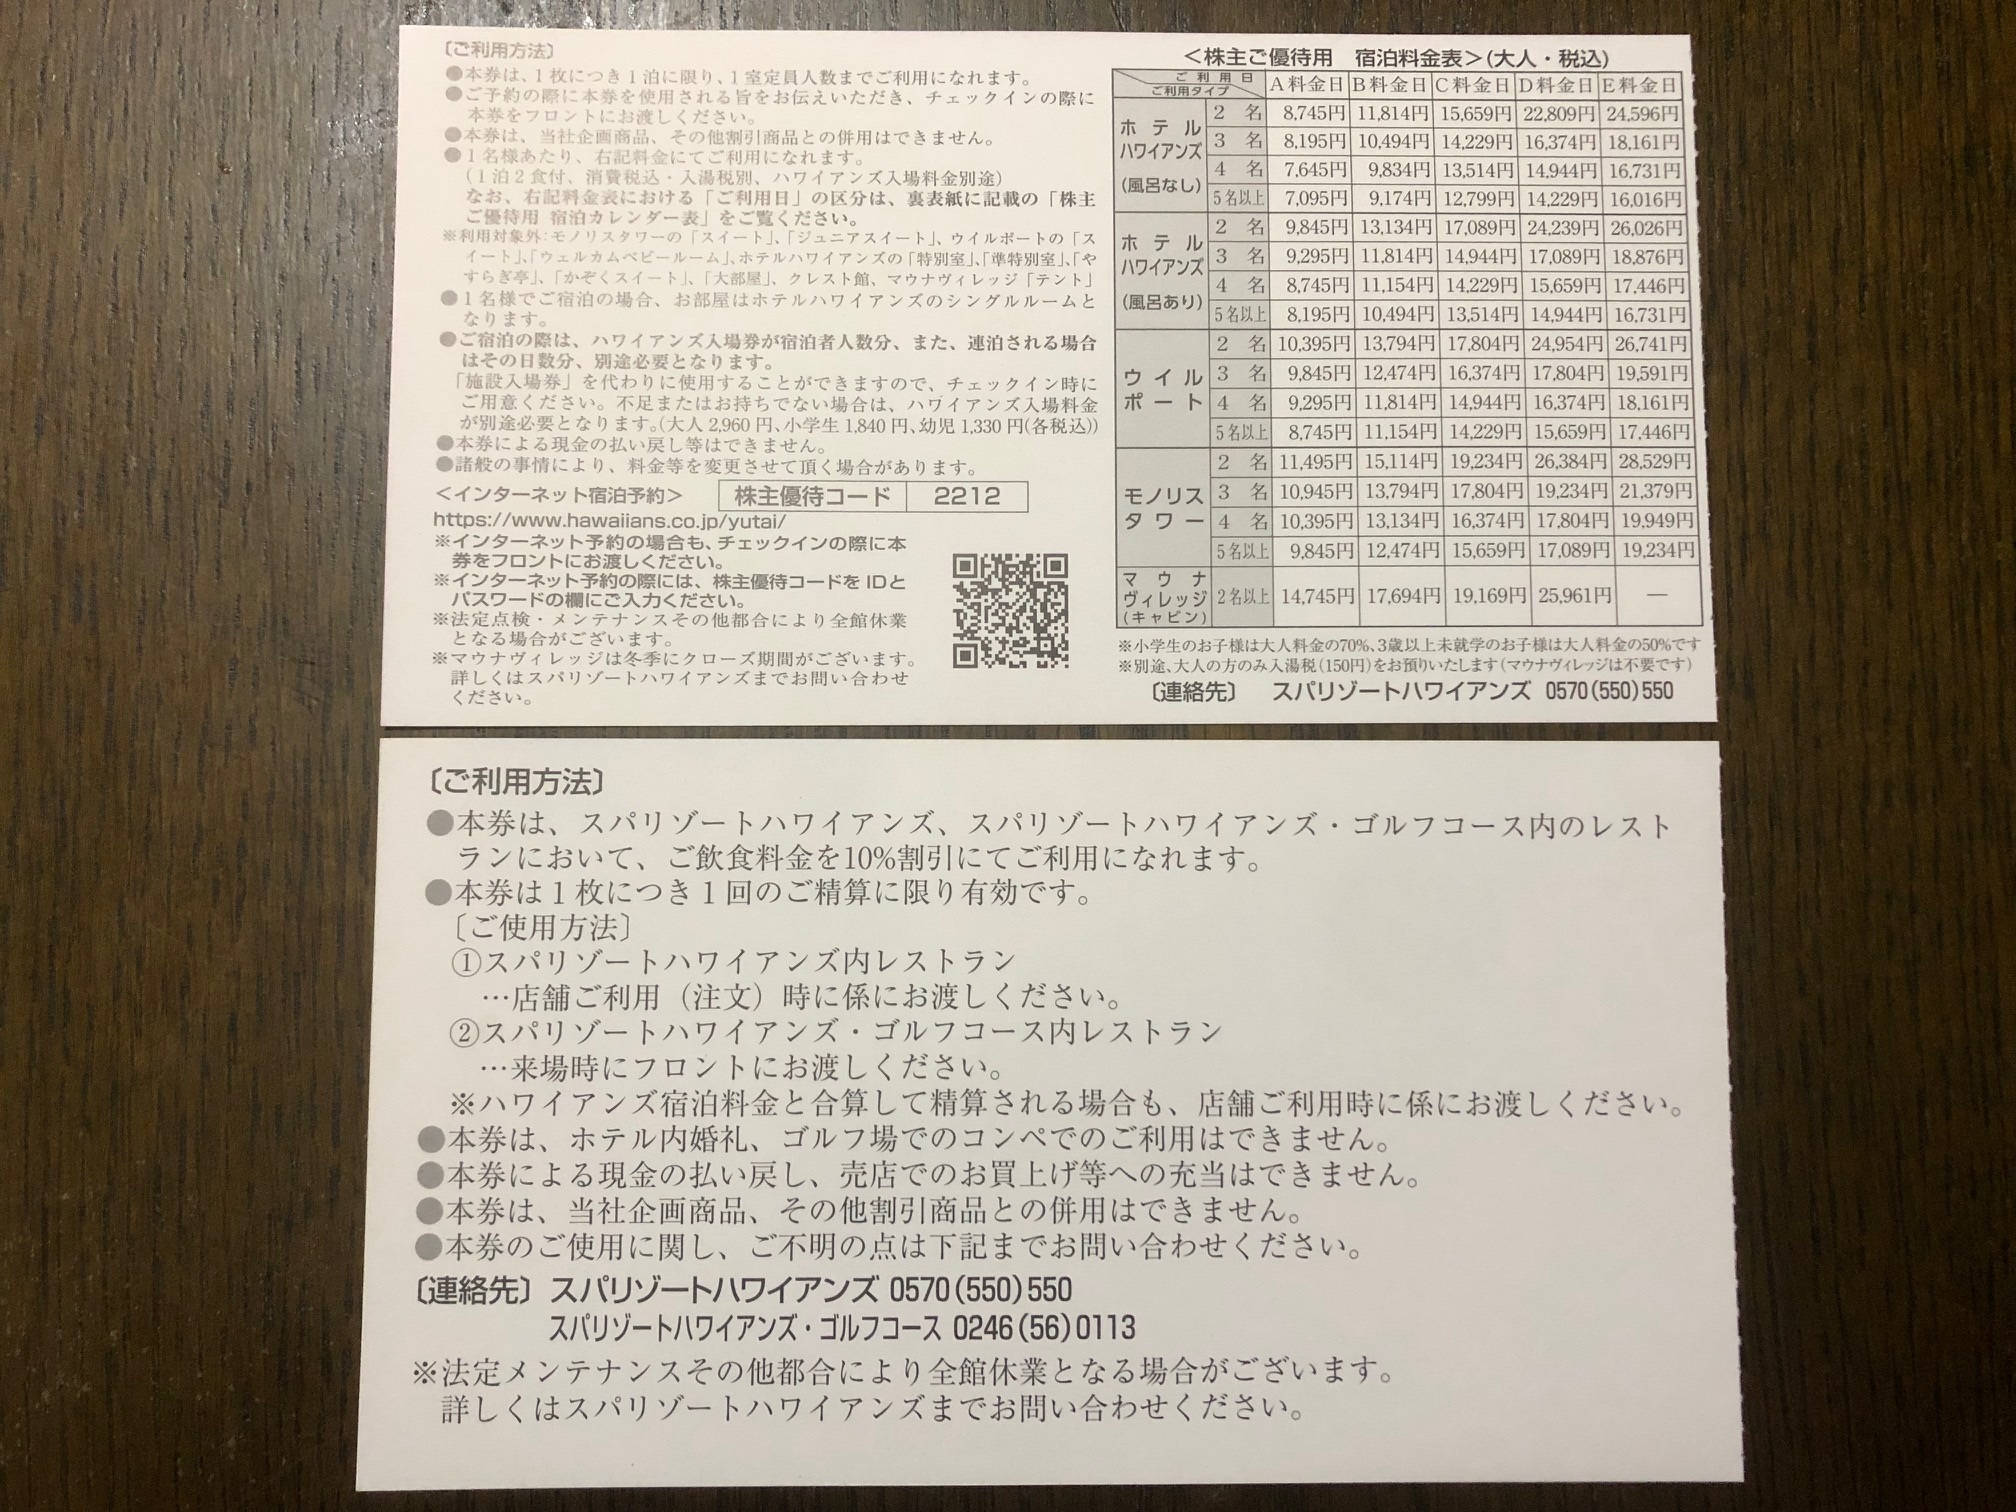 〔ご利用方法〕
●本券は、1枚につき1泊に限り、1室定員人数までご利用になれます。
●ご予約の際に本券を使用される旨をお伝えいただき、チェックインの際に
本券をフロントにお渡しください。
●本券は、当社企画商品、その他割引商品との併用はできません。
●1名様あたり、右記料金にてご利用になれます。
(1泊2食付、消費税込・入湯税別、ハワイアンズ入場料金別途)
なお、右記料金表における「ご利用日」の区分は、裏表紙に記載の「株主
ご優待用 宿泊カレンダー表」をご覧ください。
※利用対象外:モノリスタワーの「スイート」、「ジュニアスイート」、ウイルポートの「ス
イート」、「ウェルカムベビールーム」、ホテルハワイアンズの「特別室」、「準特別室」、「や
すらぎ亭」、「かぞくスイート」、「大部屋」、クレスト館、マウナヴィレッジ「テント」
●1名様でご宿泊の場合、お部屋はホテルハワイアンズのシングルルームと
なります。
●ご宿泊の際は、ハワイアンズ入場券が宿泊者人数分、また、連泊される場合
はその日数分、別途必要となります。
「施設入場券」を代わりに使用することができますので、チェックイン時に
ご用意ください。不足またはお持ちでない場合は、ハワイアンズ入場料金
が別途必要となります。(大人2,960円、小学生1,840円、幼児1,330円(各税込))
●本券による現金の払い戻し等はできません。
●諸般の事情により、料金等を変更させて頂く場合があります。
＜インターネット宿泊予約＞ 株主優待コード 2212
https://www.hawaiians.co.jp/yutai/
※インターネット予約の場合も、チェックインの際に本
券をフロントにお渡しください。
※インターネット予約の際には、株主優待コードをIDと
パスワードの欄にご入力ください。
※法定点検・メンテナンスその他都合により全館休業
となる場合がございます。
※マウナヴィレッジは冬季にクローズ期間がございます。
詳しくはスパリゾートハワイアンズまでお問い合わせ
ください。
＜株主ご優待用 宿泊料金表＞(大人・税込)
ご利用日 ご利用タイプ A料金日 B料金日 C料金日 D料金日 E料金日
ホテルハワイアンズ(風呂なし) 2名 8,745円 11,814円 15,659円 22,809円 24,596円
3名 8,195円 10,494円 14,229円 16,374円 18,161円
4名 7,645円 9,834円 13,514円 14,944円 16,731円
5名以上 7,095円 9,174円 12,799円 14,229円 16,016円
ホテルハワイアンズ(風呂あり) 2名 9,845円 13,134円 17,089円 24,239円 26,026円
3名 9,295円 11,814円 14,944円 17,089円 18,876円
4名 8,745円 11,154円 14,229円 15,659円 17,446円
5名以上 8,195円 10,494円 13,514円 14,944円 16,731円
ウイルポート 2名 10,395円 13,794円 17,804円 24,954円 26,741円
3名 9,845円 12,474円 16,374円 17,804円 19,591円
4名 9,295円 11,814円 14,944円 16,374円 18,161円
5名以上 8,745円 11,154円 14,229円 15,659円 17,446円
モノリスタワー 2名 11,495円 15,114円 19,234円 26,384円 28,529円
3名 10,945円 13,794円 17,804円 19,234円 21,379円
4名 10,395円 13,134円 16,374円 17,804円 19,949円
5名以上 9,845円 12,474円 15,659円 17,089円 19,234円
マウナヴィレッジ(キャビン) 2名以上 14,745円 17,694円 19,169円 25,961円 ―
※小学生のお子様は大人料金の70%、3歳以上未就学のお子様は大人料金の50%です
※別途、大人の方のみ入湯税(150円)をお預りいたします(マウナヴィレッジは不要です)
〔連絡先〕 スパリゾートハワイアンズ 0570(550)550
〔ご利用方法〕
●本券は、スパリゾートハワイアンズ、スパリゾートハワイアンズ・ゴルフコース内のレスト
ランにおいて、ご飲食料金を10%割引にてご利用になれます。
●本券は1枚につき1回のご精算に限り有効です。
〔ご使用方法〕
①スパリゾートハワイアンズ内レストラン
…店舗ご利用(注文)時に係にお渡しください。
②スパリゾートハワイアンズ・ゴルフコース内レストラン
…来場時にフロントにお渡しください。
※ハワイアンズ宿泊料金と合算して精算される場合も、店舗ご利用時に係にお渡しください。
●本券は、ホテル内婚礼、ゴルフ場でのコンペでのご利用はできません。
●本券による現金の払い戻し、売店でのお買上げ等への充当はできません。
●本券は、当社企画商品、その他割引商品との併用はできません。
●本券のご使用に関し、ご不明の点は下記までお問い合わせください。
〔連絡先〕スパリゾートハワイアンズ 0570(550)550
スパリゾートハワイアンズ・ゴルフコース 0246(56)0113
※法定メンテナンスその他都合により全館休業となる場合がございます。
詳しくはスパリゾートハワイアンズまでお問い合わせください。